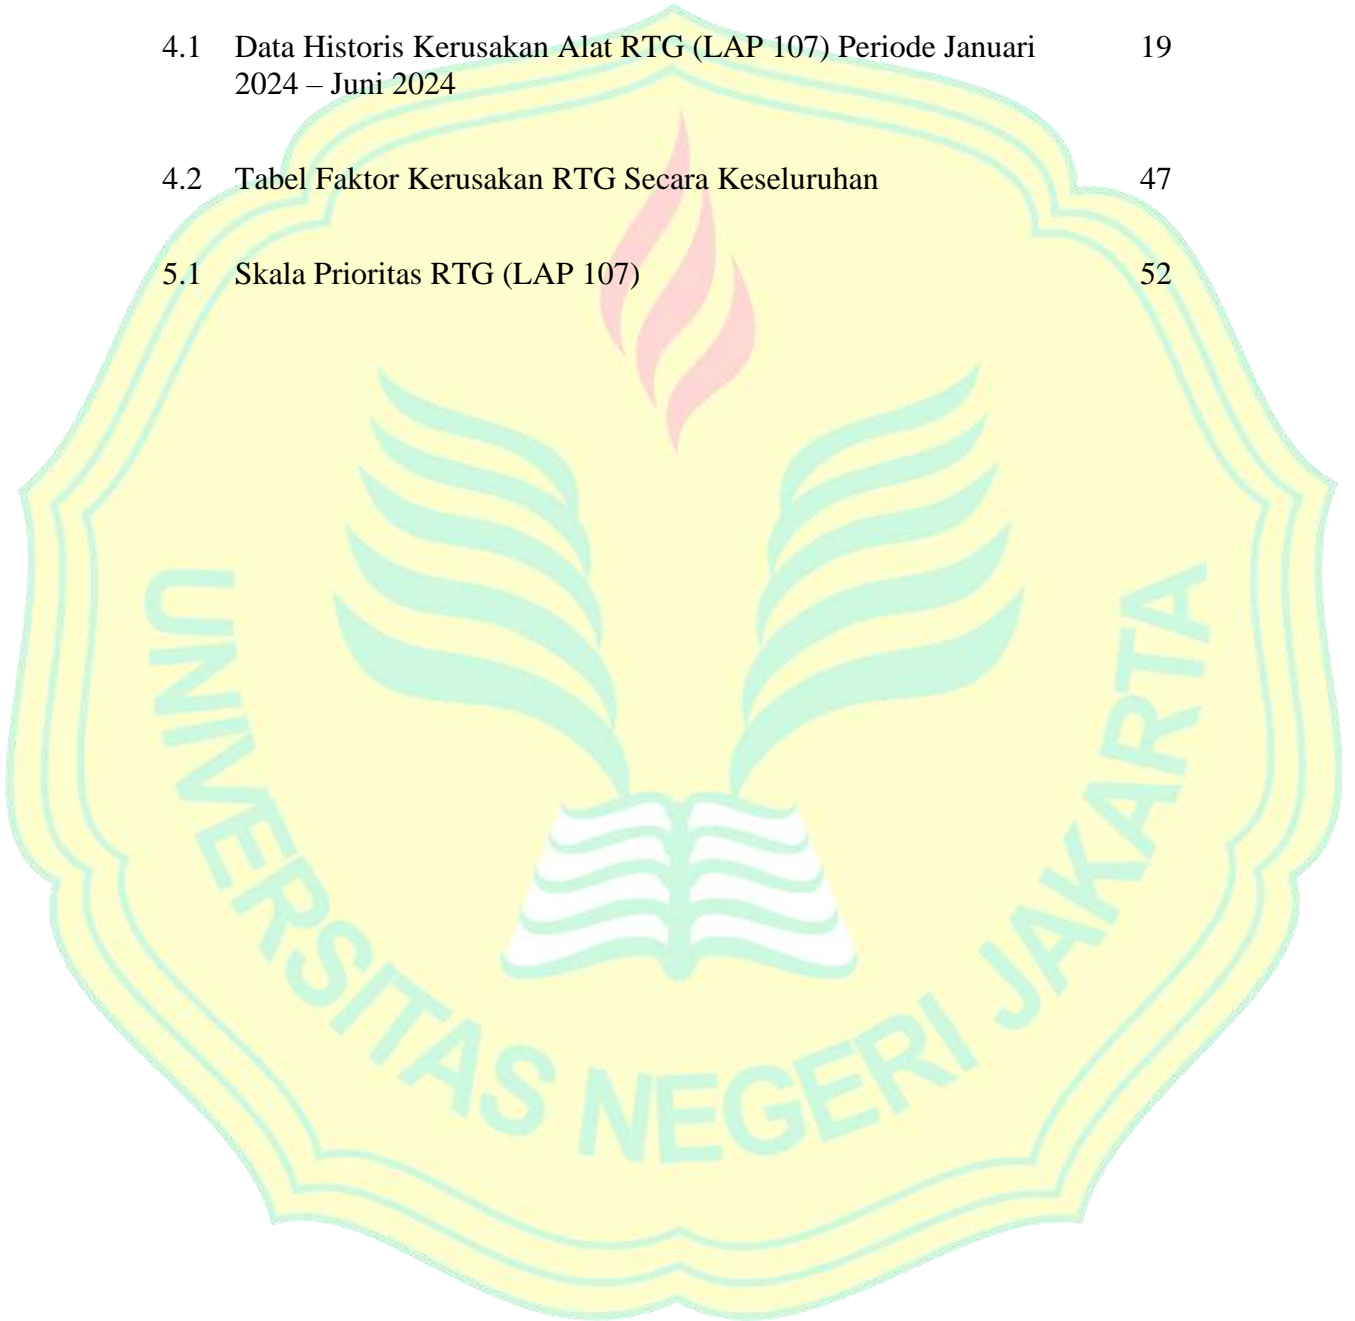 4.1 Data Historis Kerusakan Alat RTG (LAP 107) Periode Januari 19
2024 – Juni 2024
4.2 Tabel Faktor Kerusakan RTG Secara Keseluruhan 47
5.1 Skala Prioritas RTG (LAP 107) 52
UNIVERSITAS NEGERI JAKARTA